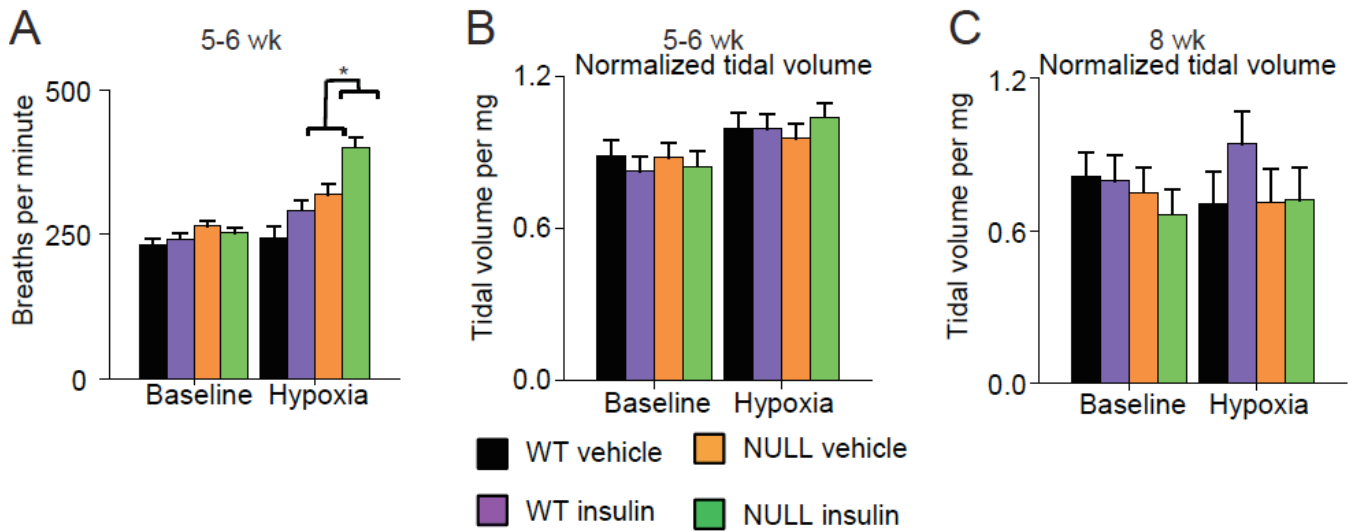 A
5-6 wk
*
500
250
0
Breaths per minute
Baseline Hypoxia
B
5-6 wk
Normalized tidal volume
1.2
0.6
0.0
Tidal volume per mg
Baseline Hypoxia
C
8 wk
Normalized tidal volume
1.2
0.6
0.0
Tidal volume per mg
Baseline Hypoxia
WT vehicle
NULL vehicle
WT insulin
NULL insulin